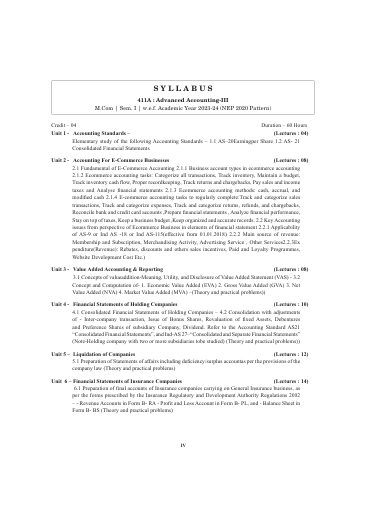 SYLLABUS
411A : Advanced Accounting-III
M.Com | Sem. I | w.e.f. Academic Year 2023-24 (NEP 2020 Pattern)
Credit – 04 Duration – 60 Hours
Unit 1 - Accounting Standards – (Lectures : 04)
Elementary study of the following Accounting Standards – 1.1 AS–20Earningper Share 1.2 AS- 21
Consolidated Financial Statements
Unit 2 - Accounting For E-Commerce Businesses (Lectures : 08)
2.1 Fundamental of E-Commerce Accounting 2.1.1 Business account types in ecommerce accounting
2.1.2 Ecommerce accounting tasks: Categorize all transactions, Track inventory, Maintain a budget,
Track inventory cash flow, Proper recordkeeping, Track returns and chargebacks, Pay sales and income
taxes and Analyse financial statements 2.1.3 Ecommerce accounting methods: cash, accrual, and
modified cash 2.1.4 E-commerce accounting tasks to regularly complete:Track and categorize sales
transactions, Track and categorize expenses, Track and categorize returns, refunds, and chargebacks,
Reconcile bank and credit card accounts ,Prepare financial statements , Analyze financial performance,
Stay on top of taxes, Keep a business budget ,Keep organized and accurate records. 2.2 Key Accounting
issues from perspective of Ecommerce Business to elements of financial statement 2.2.1 Applicability
of AS-9 or Ind AS -18 or Ind AS-115(effective from 01.01.2018) 2.2.2 Main source of revenue:
Membership and Subscription, Merchandising Activity, Advertising Service , Other Services2.2.3Ex
penditure(Revenue): Rebates, discounts and others sales incentives, Paid and Loyalty Programmes,
Website Development Cost Etc.)
Unit 3 - Value Added Accounting & Reporting (Lectures : 08)
3.1 Concepts of valueaddition-Meaning, Utility, and Disclosure of Value Added Statement (VAS) - 3.2
Concept and Computation of- 1. Economic Value Added (EVA) 2. Gross Value Added (GVA) 3. Net
Value Added (NVA) 4. Market Value Added (MVA) –(Theory and practical problems))
Unit 4 - Financial Statements of Holding Companies (Lectures : 10)
4.1 Consolidated Financial Statements of Holding Companies – 4.2 Consolidation with adjustments
of - Inter-company transaction, Issue of Bonus Shares, Revaluation of fixed Assets, Debentures
and Preference Shares of subsidiary Company, Dividend. Refer to the Accounting Standard AS21
"Consolidated Financial Statements", and Ind-AS 27- "Consolidated and Separate Financial Statements"
(Note-Holding company with two or more subsidiaries tobe studied) (Theory and practical problems))
Unit 5 – Liquidation of Companies (Lectures : 12)
5.1 Preparation of Statements of affairs including deficiency/surplus accounts per the provisions of the
company law (Theory and practical problems))
Unit 6 – Financial Statements of Insurance Companies (Lectures : 14)
6.1 Preparation of final accounts of insurance companies carrying on General Insurance business, as
per the forms prescribed by the Insurance Regulatory and Development Authority Regulations 2002
– - Revenue Accounts in Form B- RA - Profit and Loss Account in Form B- PL, and - Balance Sheet in
Form B- BS (Theory and practical problems)
IV